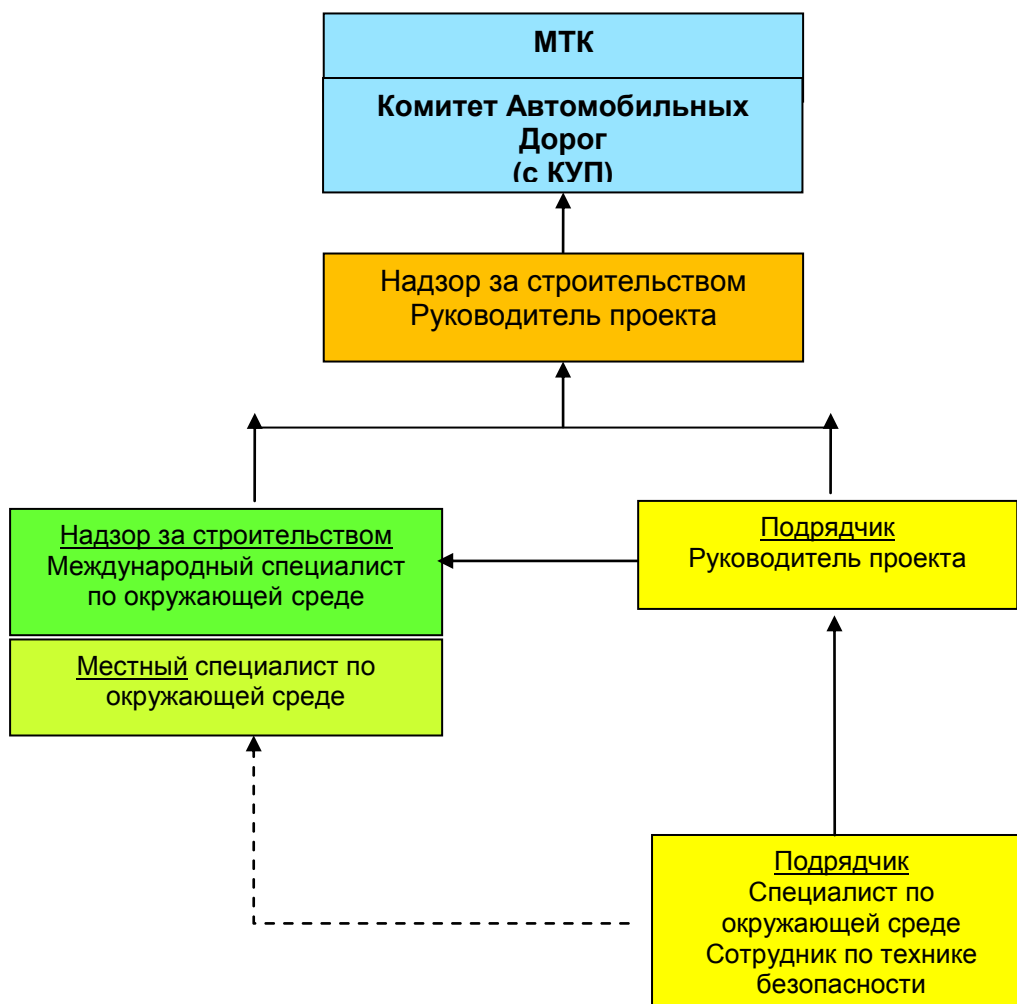 МТК
Комитет Автомобильных
Дорог
(с КУП)
Надзор за строительством
Руководитель проекта
Надзор за строительством
Международный специалист
по окружающей среде
Подрядчик
Руководитель проекта
Местный специалист по
окружающей среде
Подрядчик
Специалист по
окружающей среде
Сотрудник по технике
безопасности